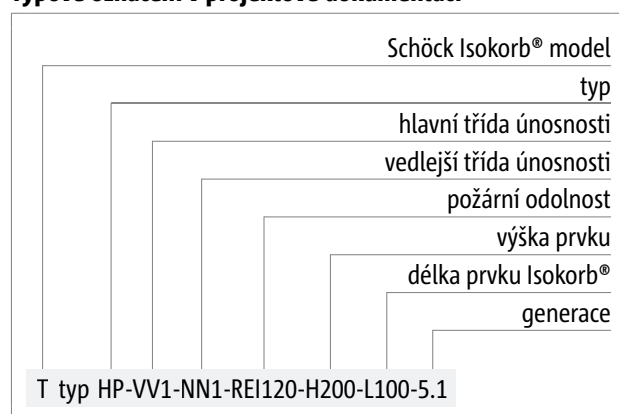 Typové označení v projektové dokumentaci
Schöck Isokorb® model
typ
hlavní třída únosnosti
vedlejší třída únosnosti
požární odolnost
výška prvku
délka prvku Isokorb®
generace
T typ HP-VV1-NN1-REI120-H200-L100-5.1